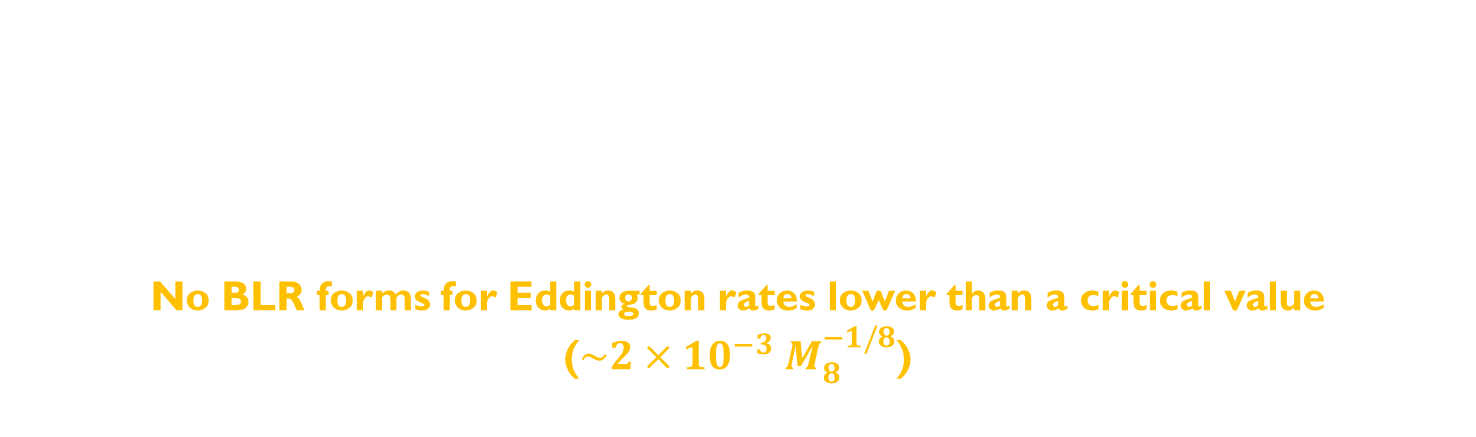 No BLR forms for Eddington rates lower than a critical value
(~2 × 10⁻³ M₈^{−1/8})